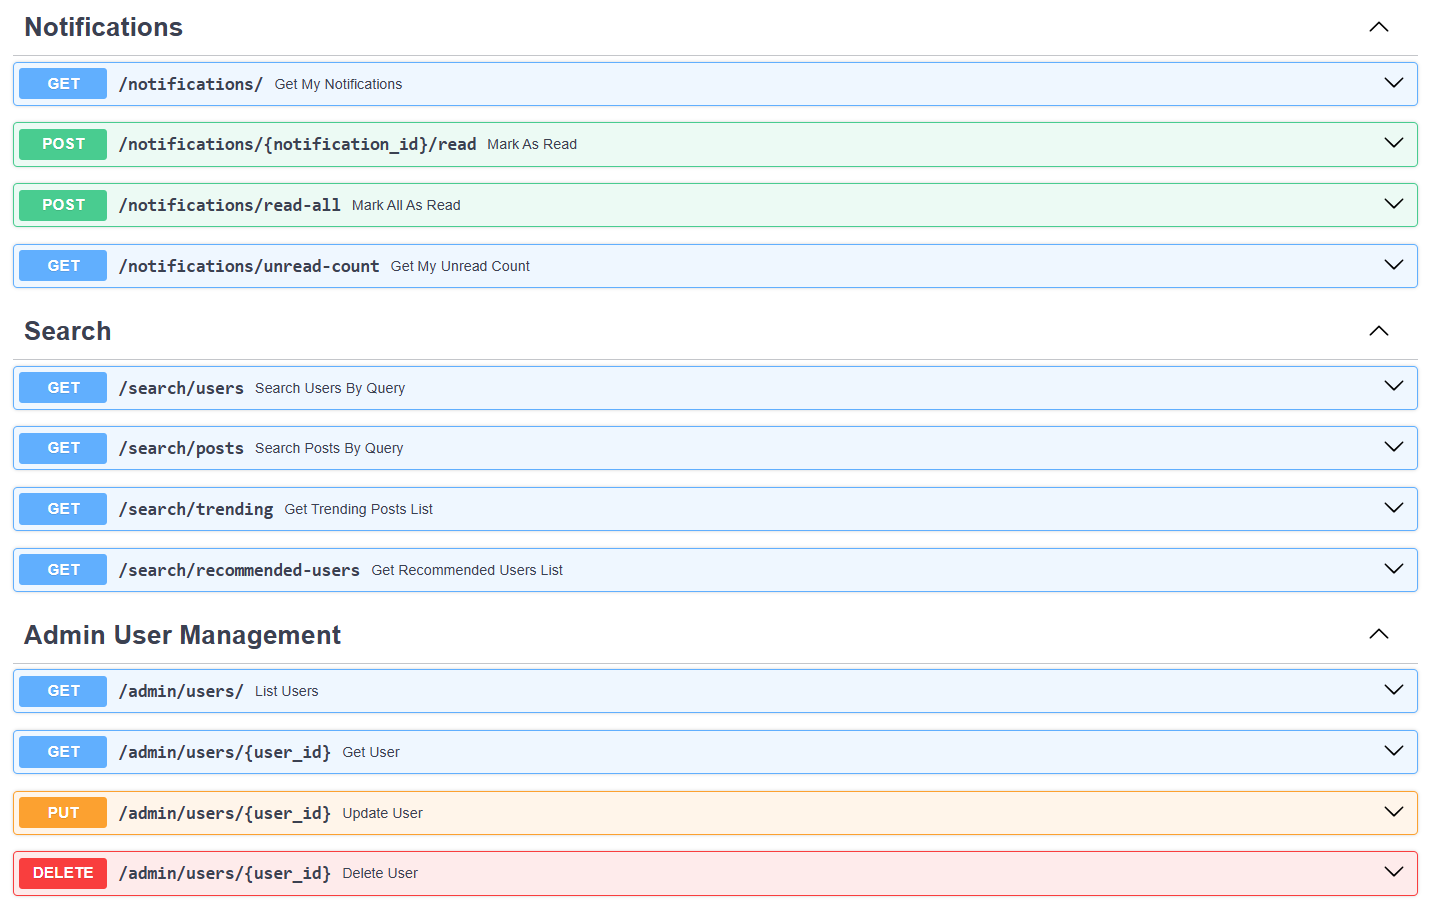 Notifications
GET /notifications/ Get My Notifications
POST /notifications/{notification_id}/read Mark As Read
POST /notifications/read-all Mark All As Read
GET /notifications/unread-count Get My Unread Count
Search
GET /search/users Search Users By Query
GET /search/posts Search Posts By Query
GET /search/trending Get Trending Posts List
GET /search/recommended-users Get Recommended Users List
Admin User Management
GET /admin/users/ List Users
GET /admin/users/{user_id} Get User
PUT /admin/users/{user_id} Update User
DELETE /admin/users/{user_id} Delete User